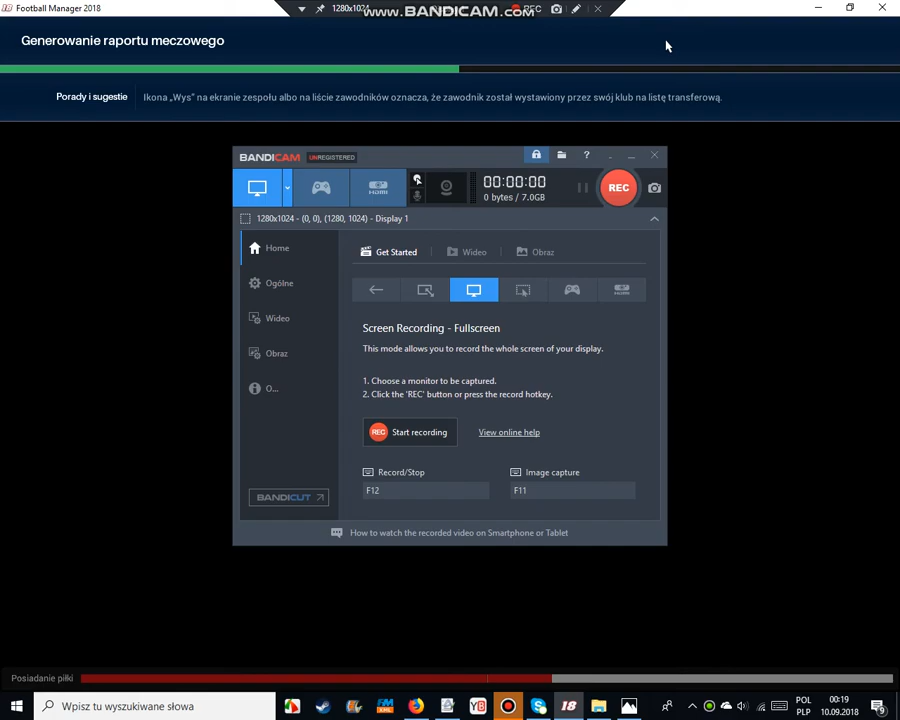 Football Manager 2018
1280x1024
www.BANDICAM.com
REC
Generowanie raportu meczowego
Porady i sugestie
Ikona „Wys” na ekranie zespołu albo na liście zawodników oznacza, że zawodnik został wystawiony przez swój klub na listę transferową.
BANDICAM UNREGISTERED
HDMI
00:00:00
0 bytes / 7.0GB
REC
1280x1024 - (0, 0), (1280, 1024) - Display 1
Home
Ogólne
Wideo
Obraz
O...
BANDICUT
Get Started
Wideo
Obraz
Screen Recording - Fullscreen
This mode allows you to record the whole screen of your display.
1. Choose a monitor to be captured.
2. Click the 'REC' button or press the record hotkey.
REC Start recording
View online help
Record/Stop
Image capture
F12
F11
How to watch the recorded video on Smartphone or Tablet
Posiadanie piłki
Wpisz tu wyszukiwane słowa
FM
XML
YB
18
POL
PLP
00:19
10.09.2018
9